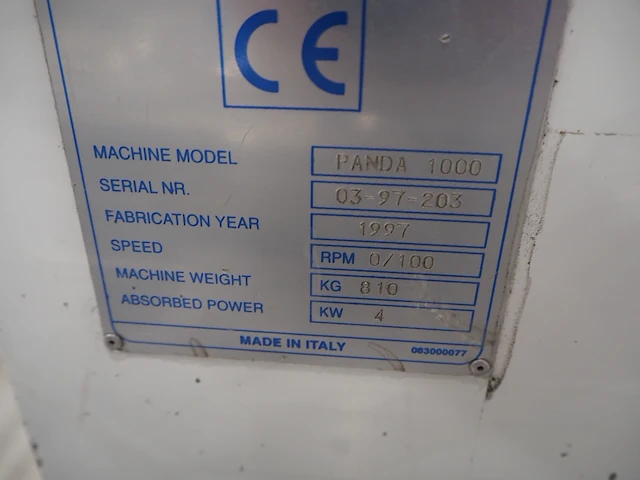 CE
MACHINE MODEL PANDA 1000
SERIAL NR. 03-97-203
FABRICATION YEAR 1997
SPEED RPM 0/100
MACHINE WEIGHT KG 810
ABSORBED POWER KW 4
MADE IN ITALY 063000077